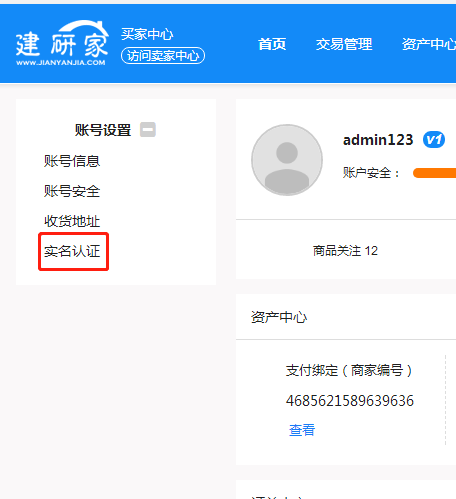 建研家
WWW.JIANYANJIA.COM
买家中心
访问卖家中心
首页 交易管理 资产中心
账号设置
账号信息
账号安全
收货地址
实名认证
admin123 v1
账户安全：
商品关注 12
资产中心
支付绑定（商家编号）
4685621589639636
查看